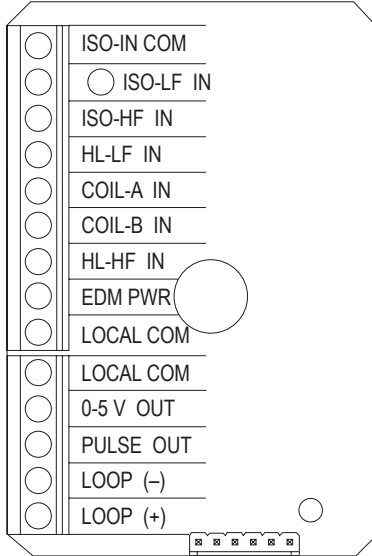 ISO-IN COM
ISO-LF IN
ISO-HF IN
HL-LF IN
COIL-A IN
COIL-B IN
HL-HF IN
EDM PWR
LOCAL COM
LOCAL COM
0-5 V OUT
PULSE OUT
LOOP (–)
LOOP (+)